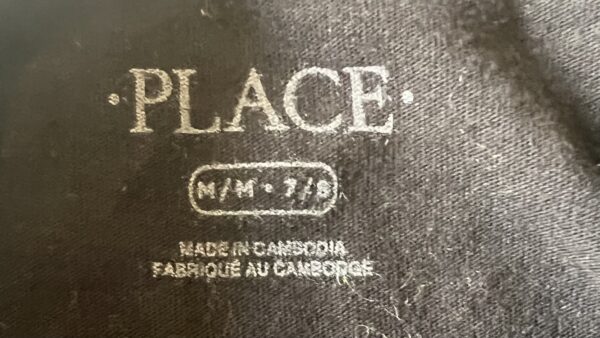 ·PLACE·
M/M • 7/8
MADE IN CAMBODIA
FABRIQUÉ AU CAMBODGE